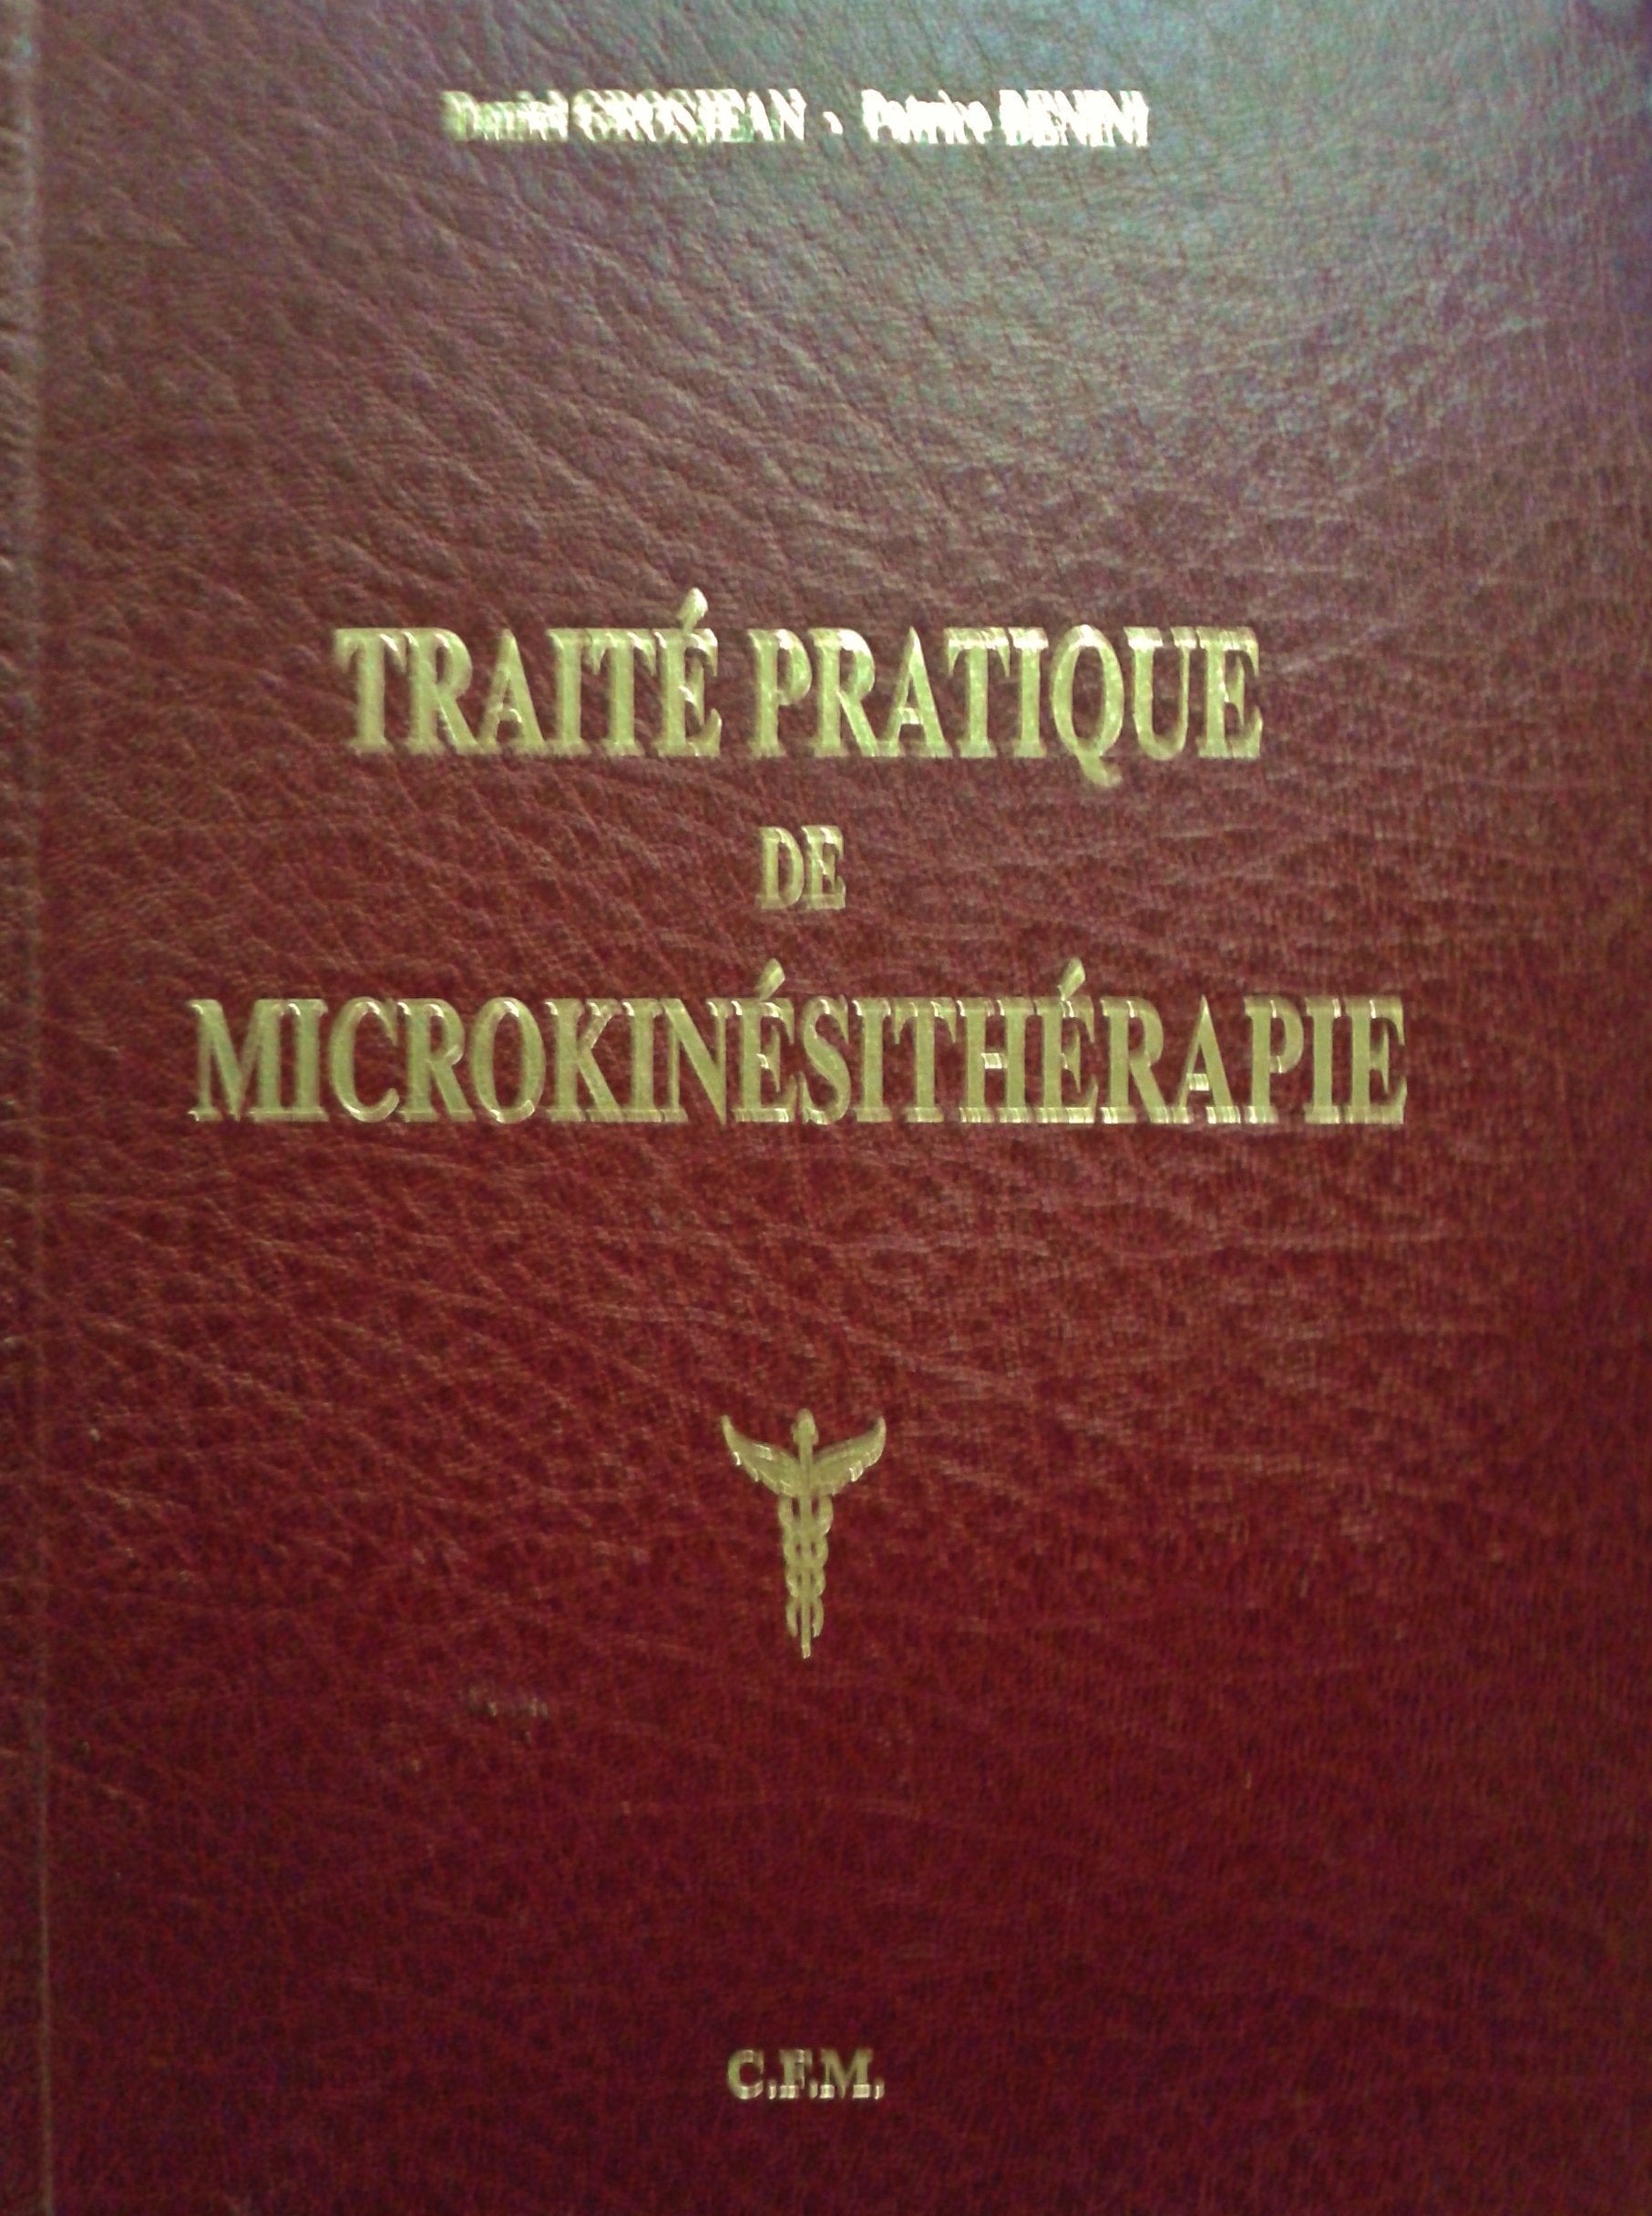 Daniel GROSJEAN - Patrice BENINI
TRAITÉ PRATIQUE
DE
MICROKINÉSITHÉRAPIE
C.F.M.